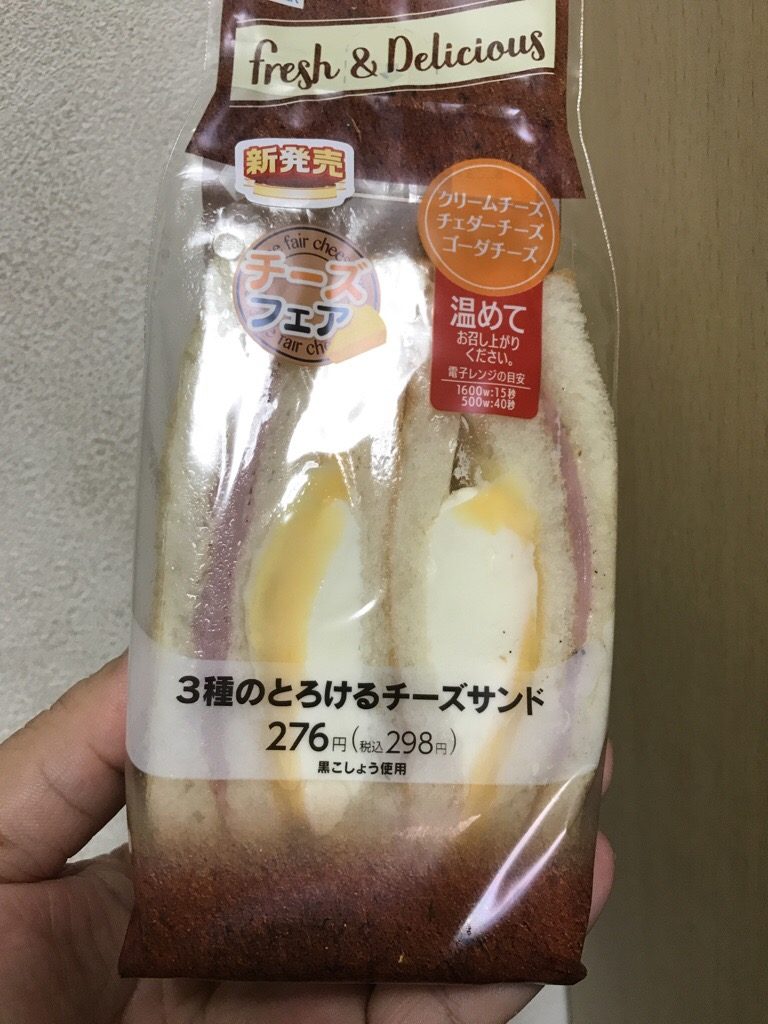 fresh & Delicious
新発売
クリームチーズ
チェダーチーズ
ゴーダチーズ
fair chee
チーズ
フェア
fair ch
温めて
お召し上がり
ください。
電子レンジの目安
1600w:15秒
500w:40秒
3種のとろけるチーズサンド
276円(税込298円)
黒こしょう使用